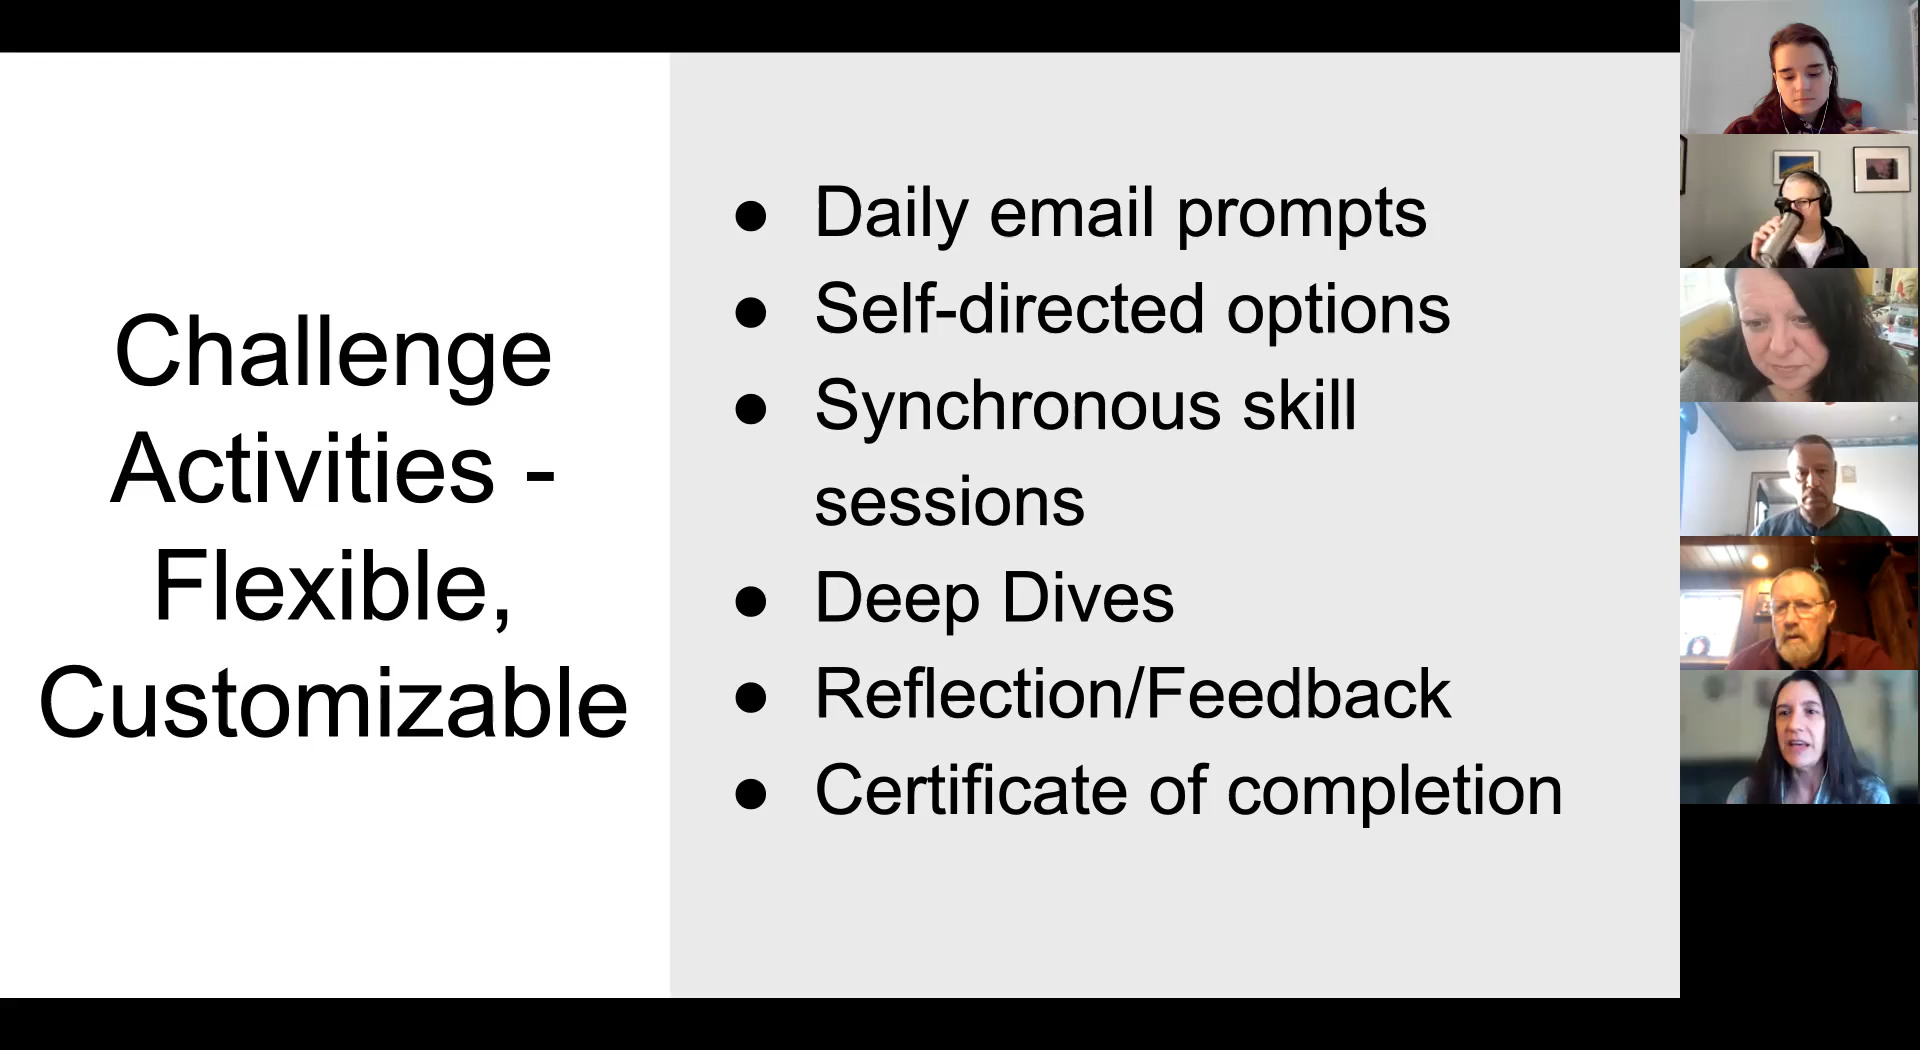 Challenge
Activities -
Flexible,
Customizable
● Daily email prompts
● Self-directed options
● Synchronous skill
sessions
● Deep Dives
● Reflection/Feedback
● Certificate of completion